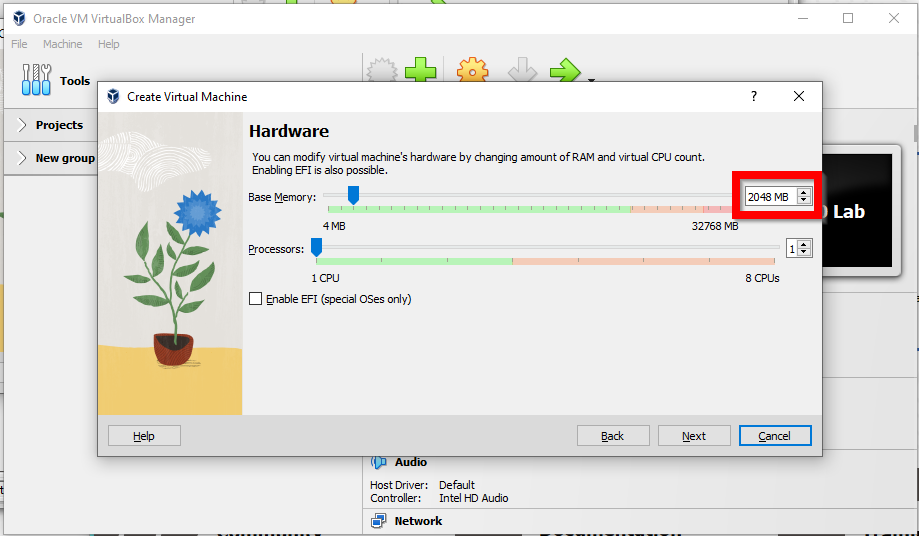 Oracle VM VirtualBox Manager
File Machine Help
Tools
Projects
New group
Create Virtual Machine
?
Hardware
You can modify virtual machine's hardware by changing amount of RAM and virtual CPU count.
Enabling EFI is also possible.
Base Memory:
2048 MB
4 MB 32768 MB
Processors:
1
1 CPU 8 CPUs
Enable EFI (special OSes only)
Lab
Help Back Next Cancel
Audio
Host Driver: Default
Controller: Intel HD Audio
Network